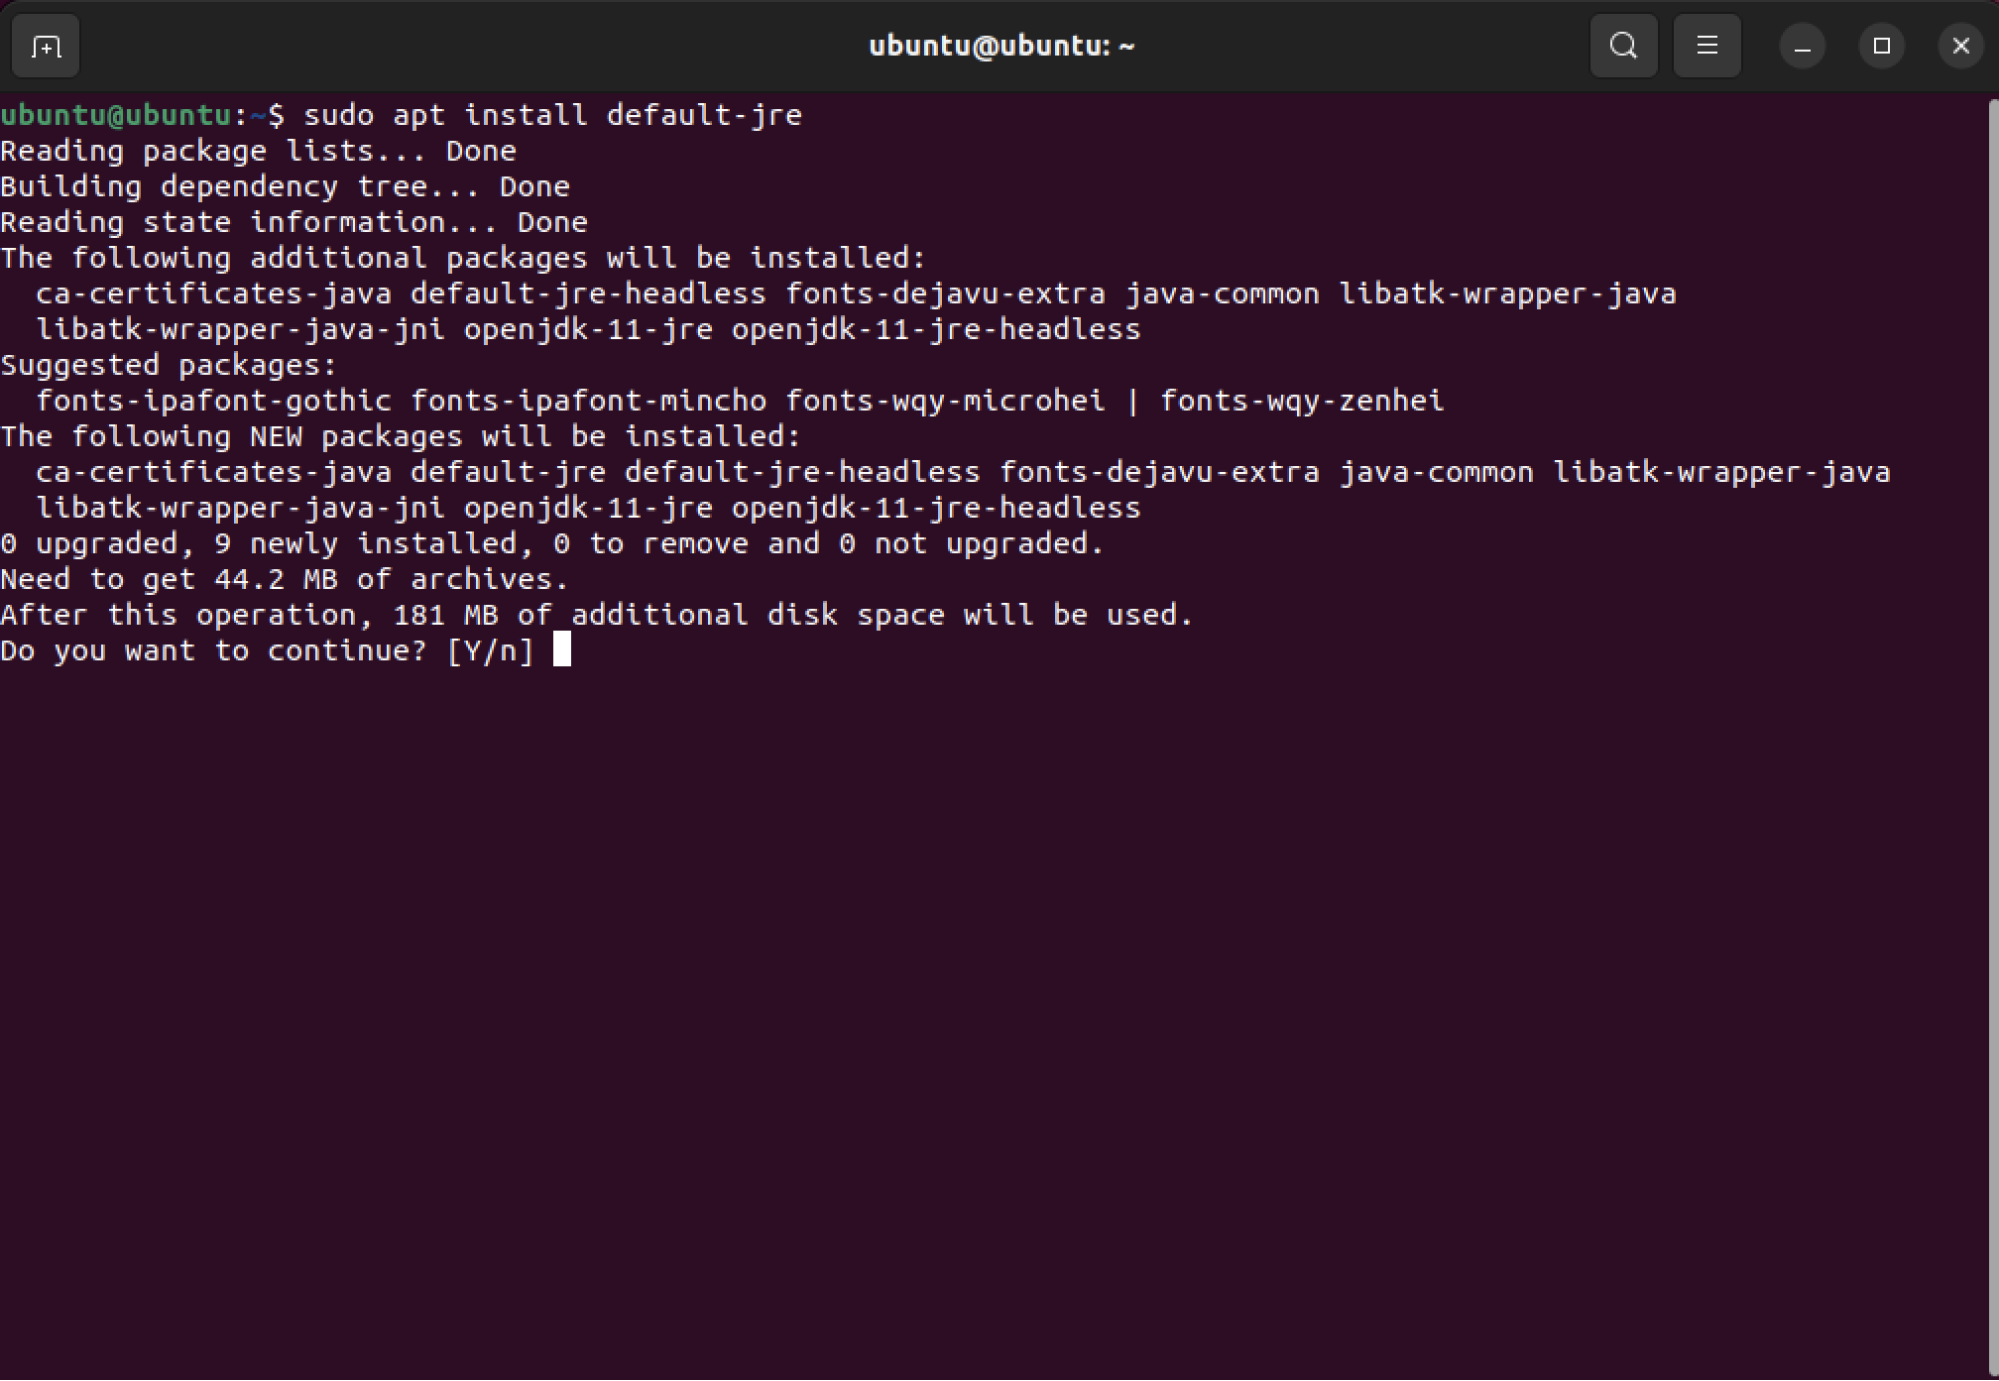 ubuntu@ubuntu: ~
ubuntu@ubuntu:~$ sudo apt install default-jre
Reading package lists... Done
Building dependency tree... Done
Reading state information... Done
The following additional packages will be installed:
  ca-certificates-java default-jre-headless fonts-dejavu-extra java-common libatk-wrapper-java
  libatk-wrapper-java-jni openjdk-11-jre openjdk-11-jre-headless
Suggested packages:
  fonts-ipafont-gothic fonts-ipafont-mincho fonts-wqy-microhei | fonts-wqy-zenhei
The following NEW packages will be installed:
  ca-certificates-java default-jre default-jre-headless fonts-dejavu-extra java-common libatk-wrapper-java
  libatk-wrapper-java-jni openjdk-11-jre openjdk-11-jre-headless
0 upgraded, 9 newly installed, 0 to remove and 0 not upgraded.
Need to get 44.2 MB of archives.
After this operation, 181 MB of additional disk space will be used.
Do you want to continue? [Y/n]